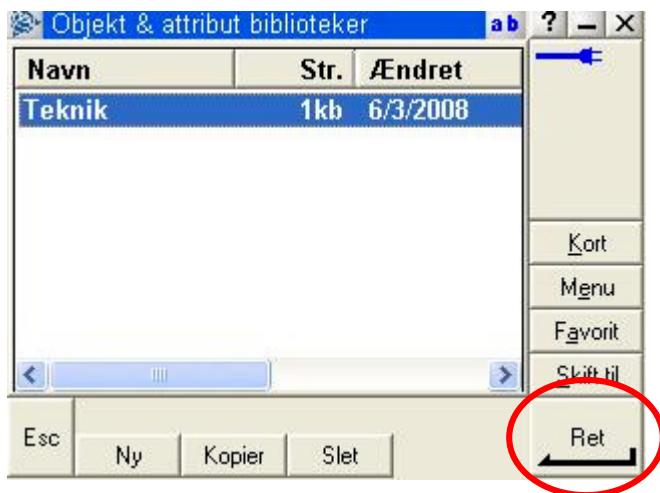 Objekt & attribut biblioteker ab ?
Navn Str. Ændret
Teknik 1kb 6/3/2008
Kort
Menu
Favorit
Skift til
Esc Ny Kopier Slet Ret